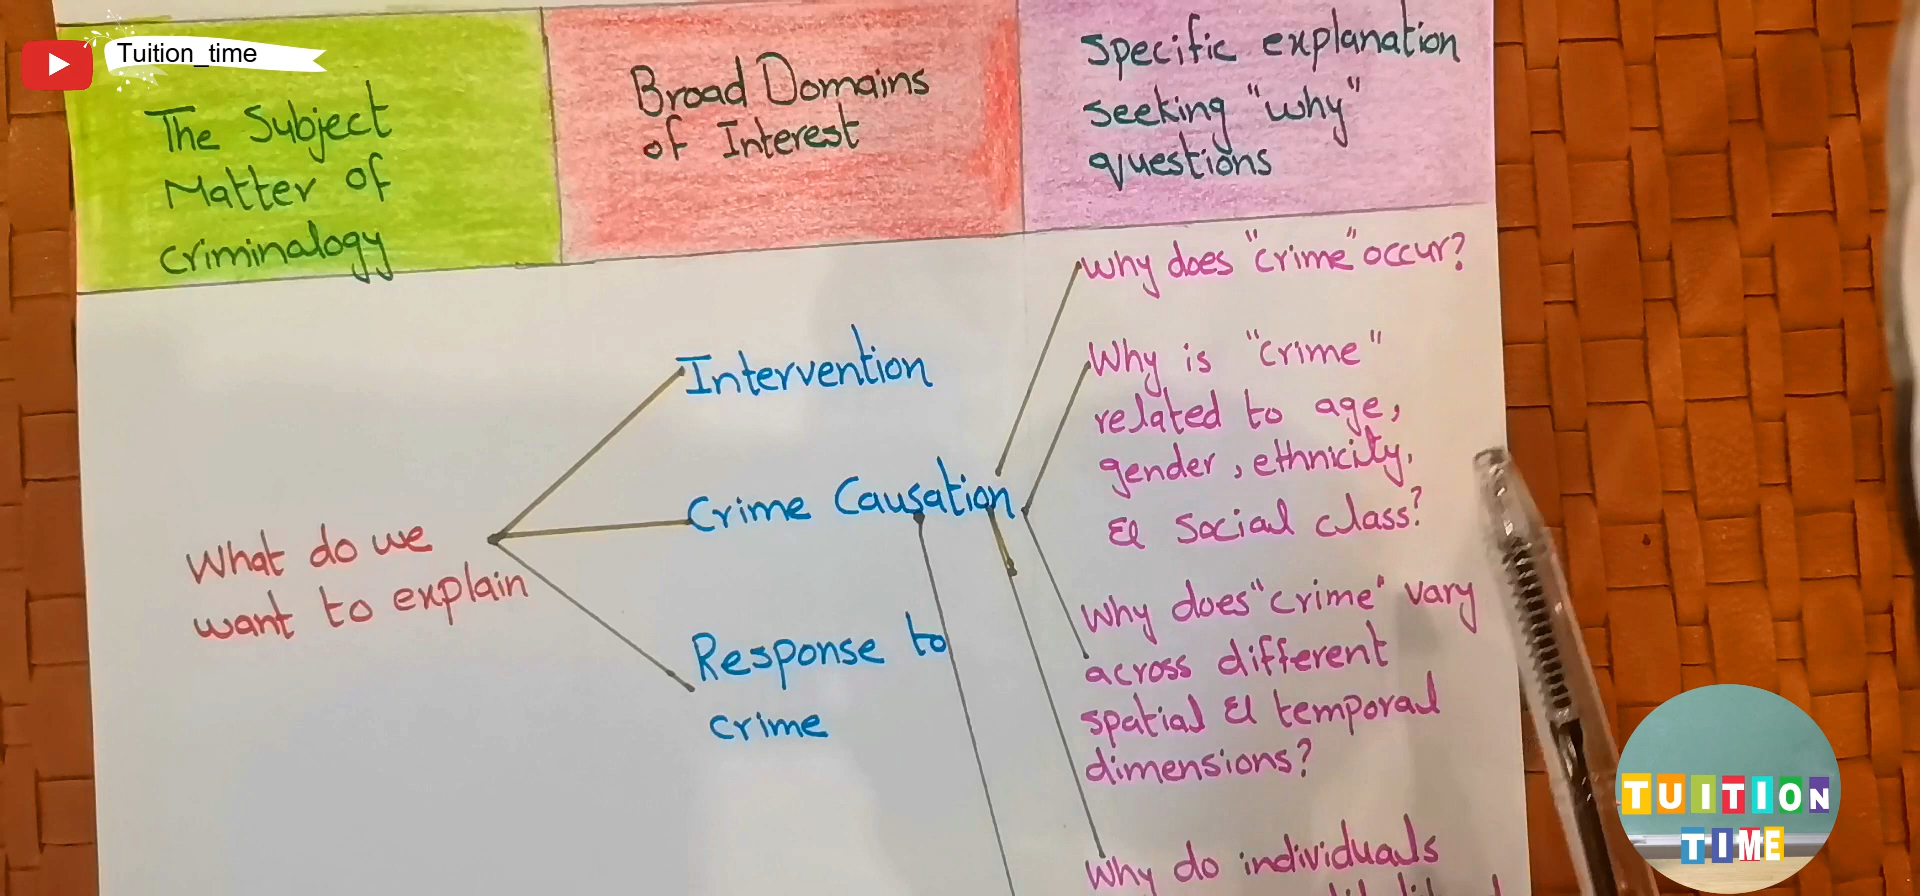 Tuition_time
The Subject
Matter of
criminalogy
Broad Domains
of Interest
Specific explanation
seeking "why"
questions
What do we
want to explain
Intervention
Crime Causation
Response to
crime
Why does "crime" occur?
Why is "crime"
related to age,
gender, ethnicity,
& Social class?
Why does "crime" vary
across different
spatial & temporal
dimensions?
Why do individuals
TUITION
TIME